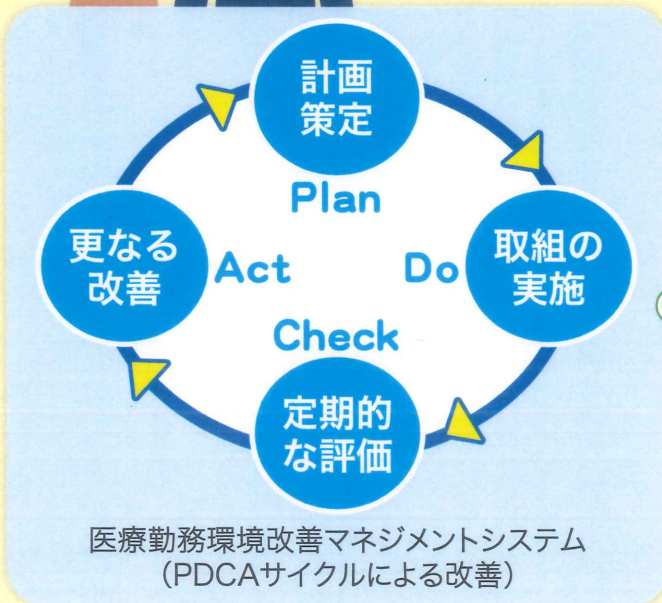 計画
策定
Plan
更なる
改善
Act
Do
取組の
実施
Check
定期的
な評価
医療勤務環境改善マネジメントシステム
（PDCAサイクルによる改善）